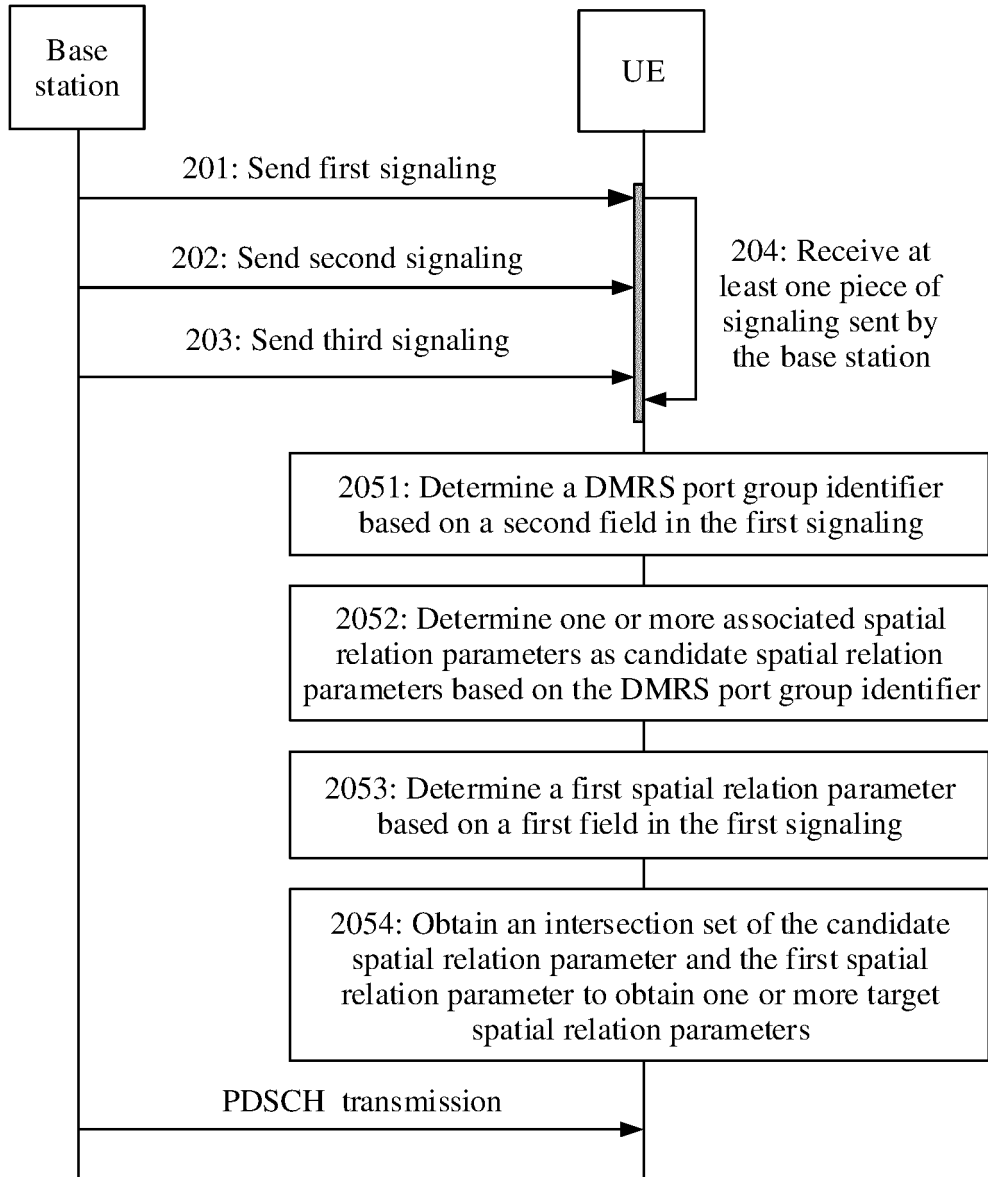 Base
station
UE
201: Send first signaling
202: Send second signaling
203: Send third signaling
204: Receive at
least one piece of
signaling sent by
the base station
2051: Determine a DMRS port group identifier
based on a second field in the first signaling
2052: Determine one or more associated spatial
relation parameters as candidate spatial relation
parameters based on the DMRS port group identifier
2053: Determine a first spatial relation parameter
based on a first field in the first signaling
2054: Obtain an intersection set of the candidate
spatial relation parameter and the first spatial
relation parameter to obtain one or more target
spatial relation parameters
PDSCH transmission